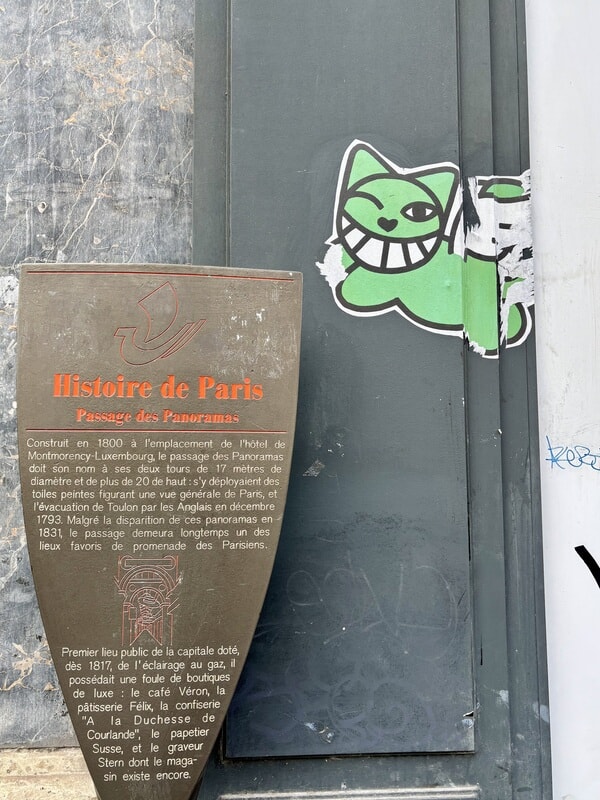 Histoire de Paris
Passage des Panoramas
Construit en 1800 à l'emplacement de l'hôtel de
Montmorency-Luxembourg, le passage des Panoramas
doit son nom à ses deux tours de 17 mètres de
diamètre et de plus de 20 de haut : s'y déployaient des
toiles peintes figurant une vue générale de Paris, et
l'évacuation de Toulon par les Anglais en décembre
1793. Malgré la disparition de ces panoramas en
1831, le passage demeura longtemps un des
lieux favoris de promenade des Parisiens.
Premier lieu public de la capitale doté,
dès 1817, de l'éclairage au gaz, il
possédait une foule de boutiques
de luxe : le café Véron, la
pâtisserie Félix, la confiserie
"A la Duchesse de
Courlande", le papetier
Susse, et le graveur
Stern dont le maga-
sin existe encore.